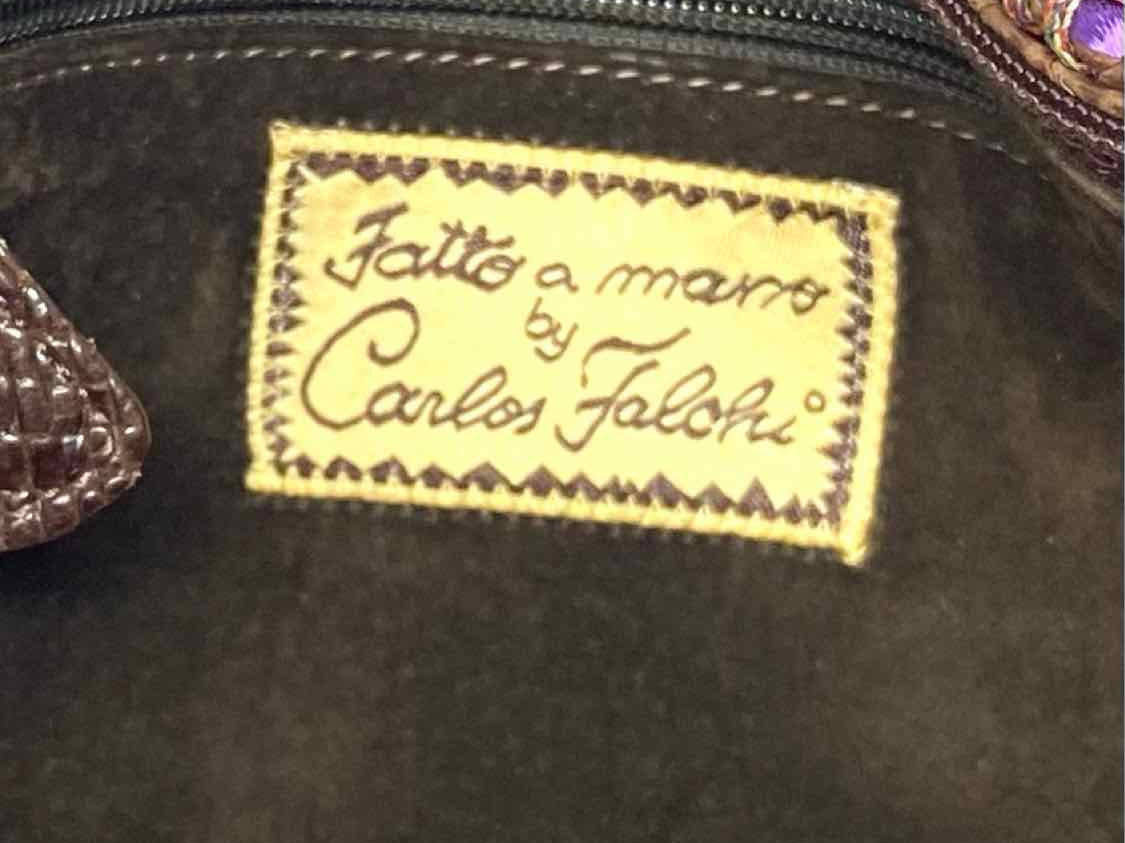 Fatto a mano
by
Carlos Falchi